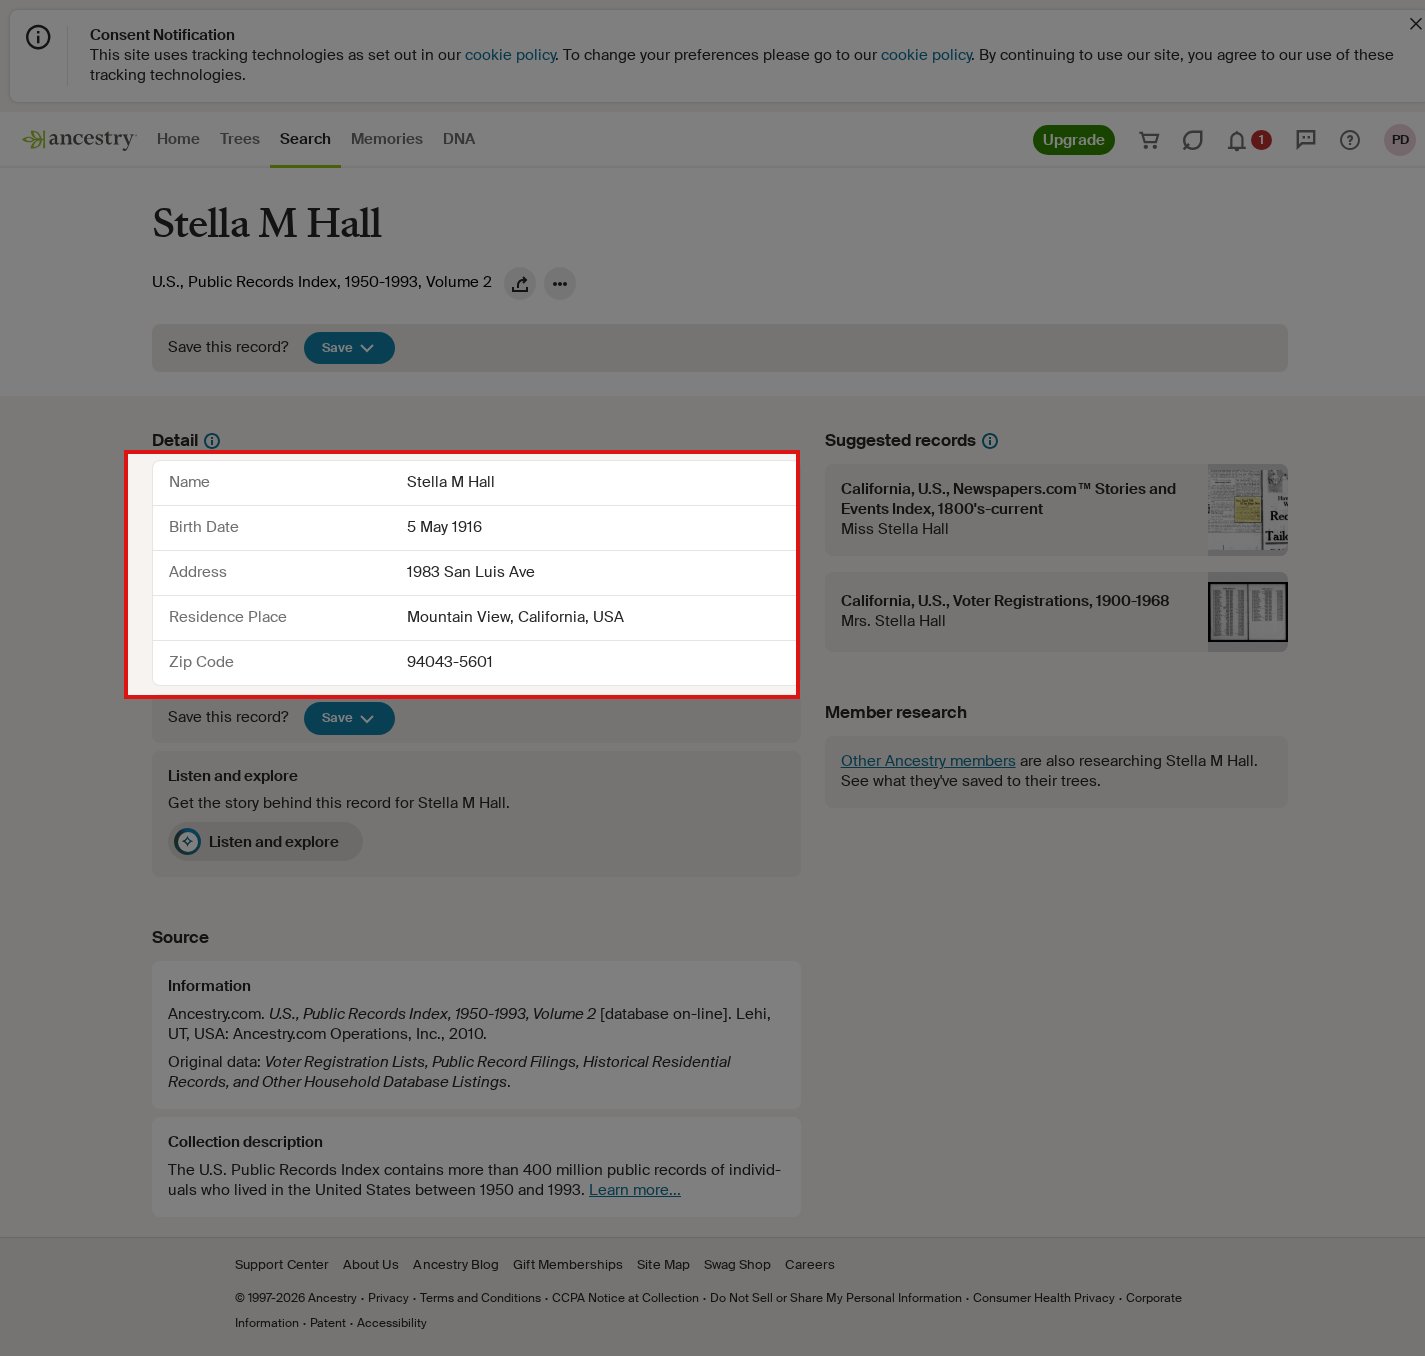 Consent Notification
This site uses tracking technologies as set out in our cookie policy. To change your preferences please go to our cookie policy. By continuing to use our site, you agree to our use of these
tracking technologies.
ancestry Home Trees Search Memories DNA Upgrade 1 PD
Stella M Hall
U.S., Public Records Index, 1950-1993, Volume 2
Save this record? Save
Detail
Name Stella M Hall
Birth Date 5 May 1916
Address 1983 San Luis Ave
Residence Place Mountain View, California, USA
Zip Code 94043-5601
Save this record? Save
Listen and explore
Get the story behind this record for Stella M Hall.
Listen and explore
Source
Information
Ancestry.com. U.S., Public Records Index, 1950-1993, Volume 2 [database on-line]. Lehi,
UT, USA: Ancestry.com Operations, Inc., 2010.
Original data: Voter Registration Lists, Public Record Filings, Historical Residential
Records, and Other Household Database Listings.
Collection description
The U.S. Public Records Index contains more than 400 million public records of individ-
uals who lived in the United States between 1950 and 1993. Learn more...
Suggested records
California, U.S., Newspapers.com™ Stories and
Events Index, 1800's-current
Miss Stella Hall
California, U.S., Voter Registrations, 1900-1968
Mrs. Stella Hall
Member research
Other Ancestry members are also researching Stella M Hall.
See what they've saved to their trees.
Support Center About Us Ancestry Blog Gift Memberships Site Map Swag Shop Careers
© 1997-2026 Ancestry · Privacy · Terms and Conditions · CCPA Notice at Collection · Do Not Sell or Share My Personal Information · Consumer Health Privacy · Corporate
Information · Patent · Accessibility